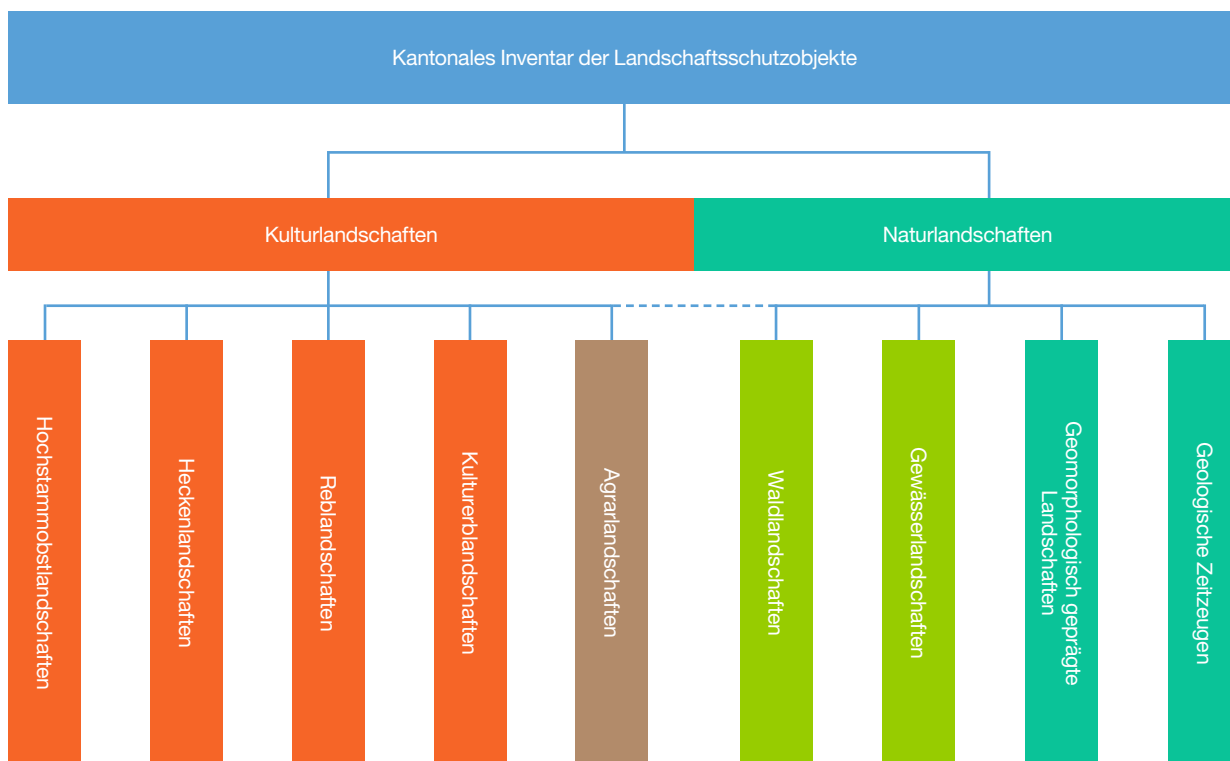 Kantonales Inventar der Landschaftsschutzobjekte
Kulturlandschaften
Naturlandschaften
Hochstammobstlandschaften
Heckenlandschaften
Reblandschaften
Kulturerblandschaften
Agrarlandschaften
Waldlandschaften
Gewässerlandschaften
Geomorphologisch geprägte
Landschaften
Geologische Zeitzeugen